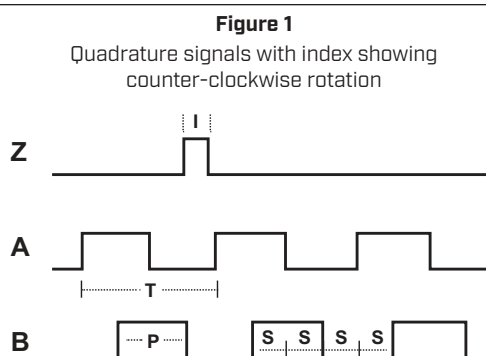 Figure 1
Quadrature signals with index showing
counter-clockwise rotation
I
Z
A
T
B
P
S S S S